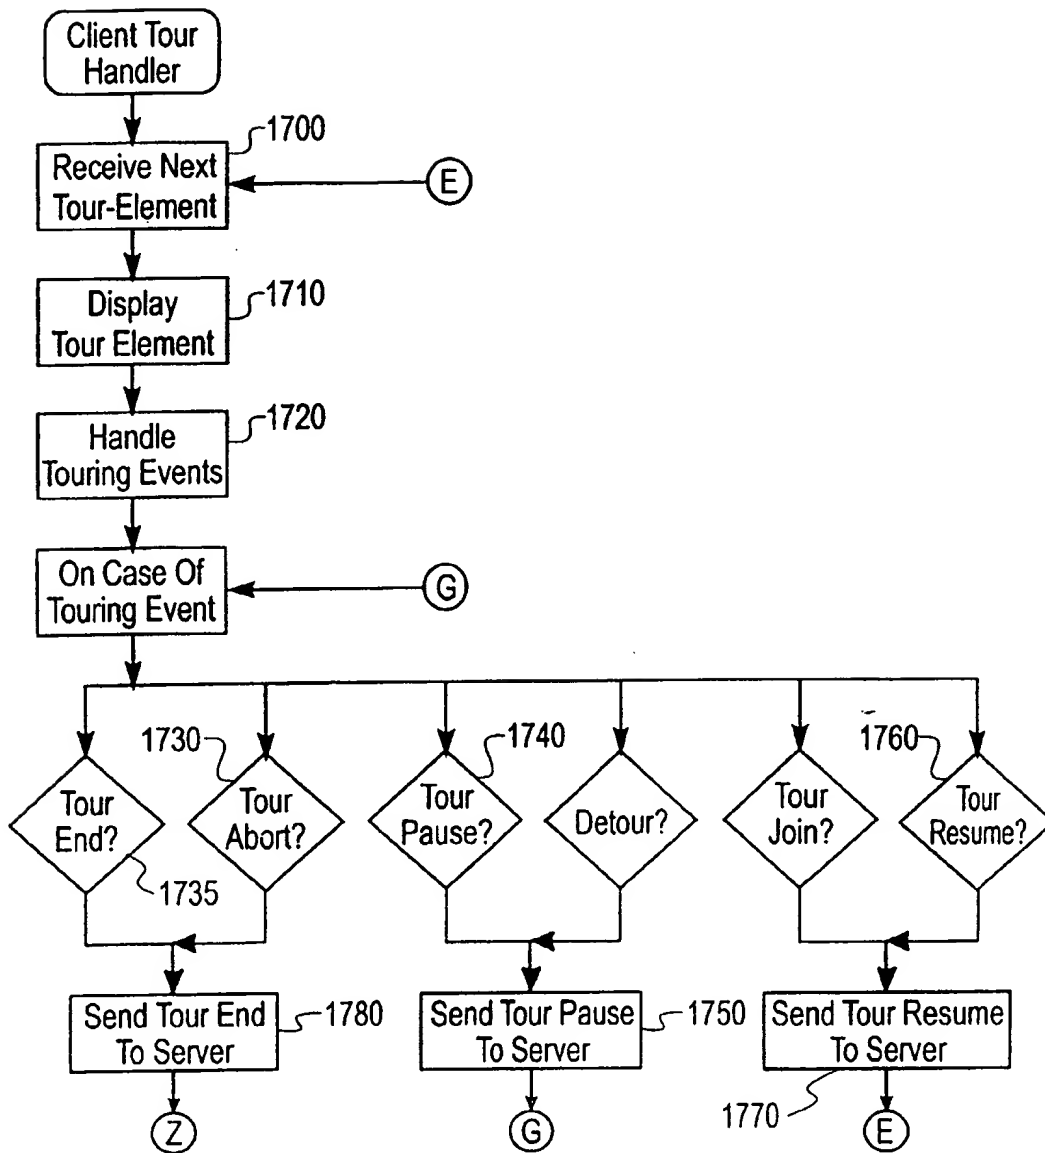 Client Tour
Handler
1700
Receive Next
Tour-Element
E
Display
Tour Element
1710
Handle
Touring Events
1720
On Case Of
Touring Event
G
1730
1740
1760
Tour
End?
Tour
Abort?
Tour
Pause?
Detour?
Tour
Join?
Tour
Resume?
1735
Send Tour End
To Server
1780
Send Tour Pause
To Server
1750
Send Tour Resume
To Server
1770
Z
G
E